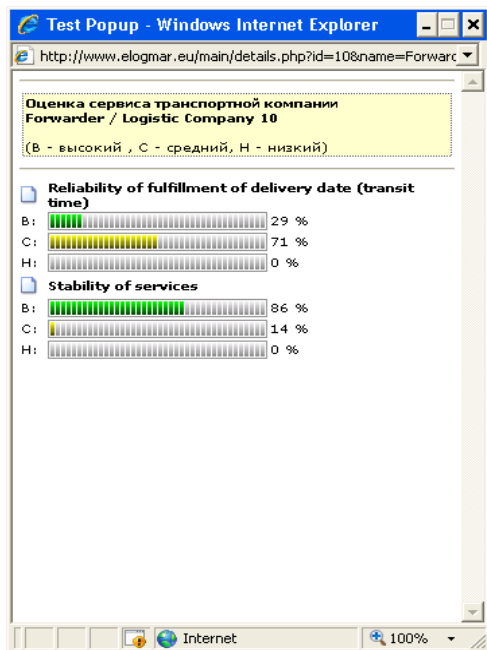 Test Popup - Windows Internet Explorer
http://www.elogmar.eu/main/details.php?id=10&name=Forwarc
Оценка сервиса транспортной компании
Forwarder / Logistic Company 10
(В - высокий , С - средний, Н - низкий)
Reliability of fulfillment of delivery date (transit
time)
В: 29 %
С: 71 %
Н: 0 %
Stability of services
В: 86 %
С: 14 %
Н: 0 %
Internet 100%